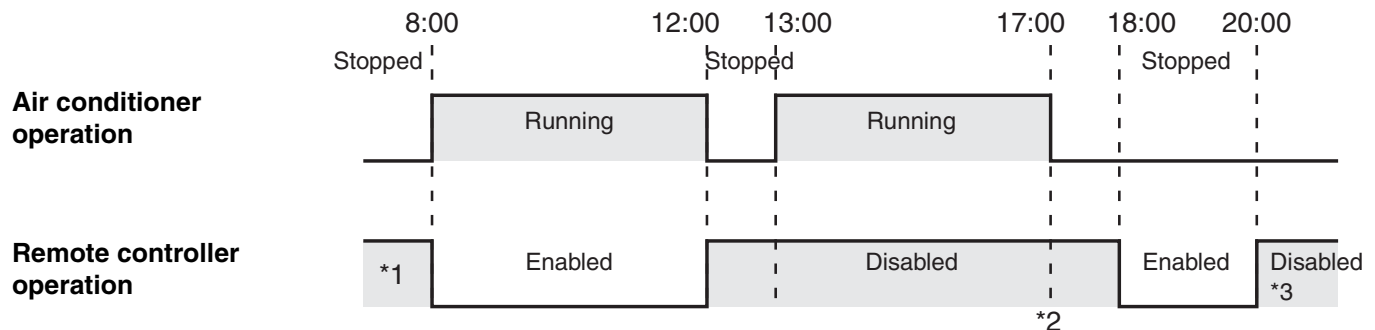 8:00 12:00 13:00 17:00 18:00 20:00
Stopped Stopped Stopped
Air conditioner
operation
Running Running
Remote controller
operation
*1 Enabled Disabled Enabled Disabled
*3
*2